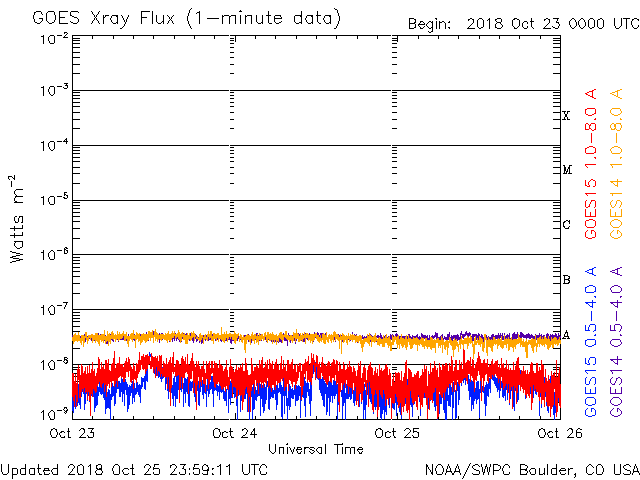 GOES Xray Flux (1-minute data)
Begin: 2018 Oct 23 0000 UTC
10⁻²
10⁻³
10⁻⁴
10⁻⁵
10⁻⁶
10⁻⁷
10⁻⁸
10⁻⁹
Watts m⁻²
X
M
C
B
A
GOES15 1.0-8.0 A
GOES14 1.0-8.0 A
GOES15 0.5-4.0 A
GOES14 0.5-4.0 A
Oct 23
Oct 24
Oct 25
Oct 26
Universal Time
Updated 2018 Oct 25 23:59:11 UTC
NOAA/SWPC Boulder, CO USA